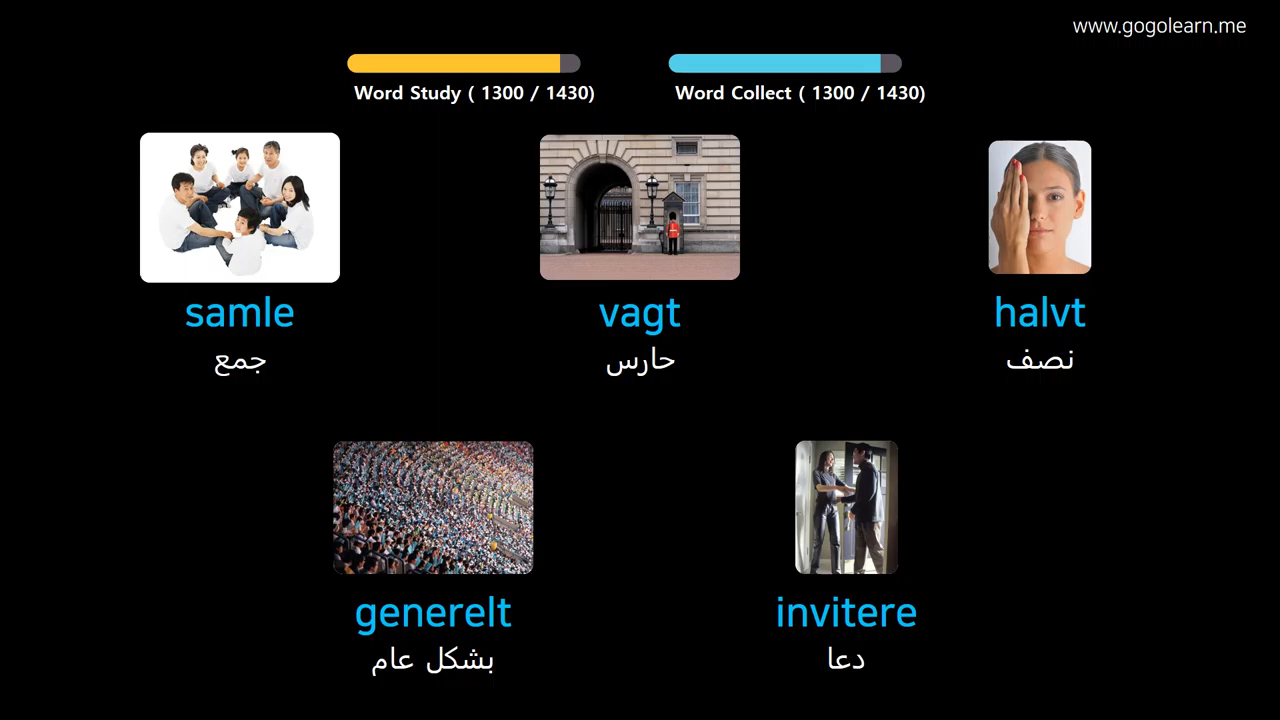 www.gogolearn.me
Word Study ( 1300 / 1430)
Word Collect ( 1300 / 1430)
samle
جمع
vagt
حارس
halvt
نصف
generelt
بشكل عام
invitere
دعا